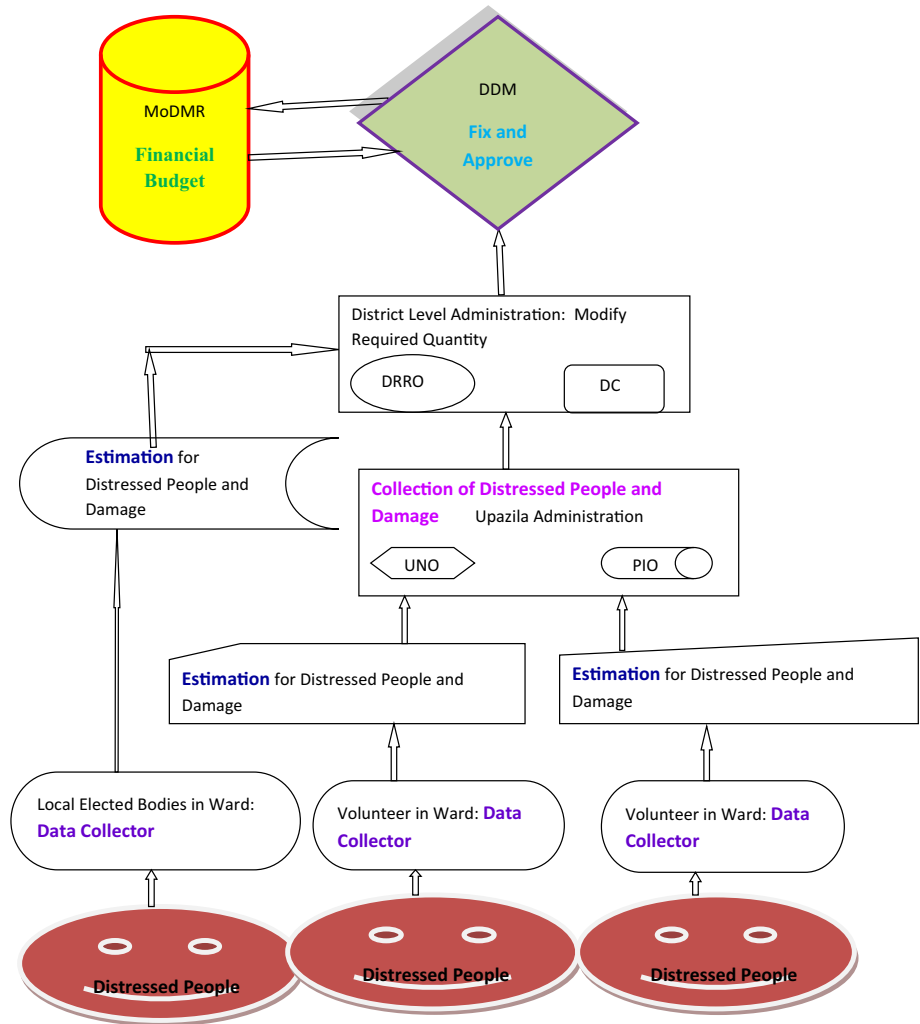 MoDMR
Financial
Budget
DDM
Fix and
Approve
District Level Administration: Modify
Required Quantity
DRRO
DC
Estimation for
Distressed People and
Damage
Collection of Distressed People and
Damage Upazila Administration
UNO
PIO
Estimation for Distressed People and
Damage
Estimation for Distressed People and
Damage
Local Elected Bodies in Ward:
Data Collector
Volunteer in Ward: Data
Collector
Volunteer in Ward: Data
Collector
Distressed People
Distressed People
Distressed People